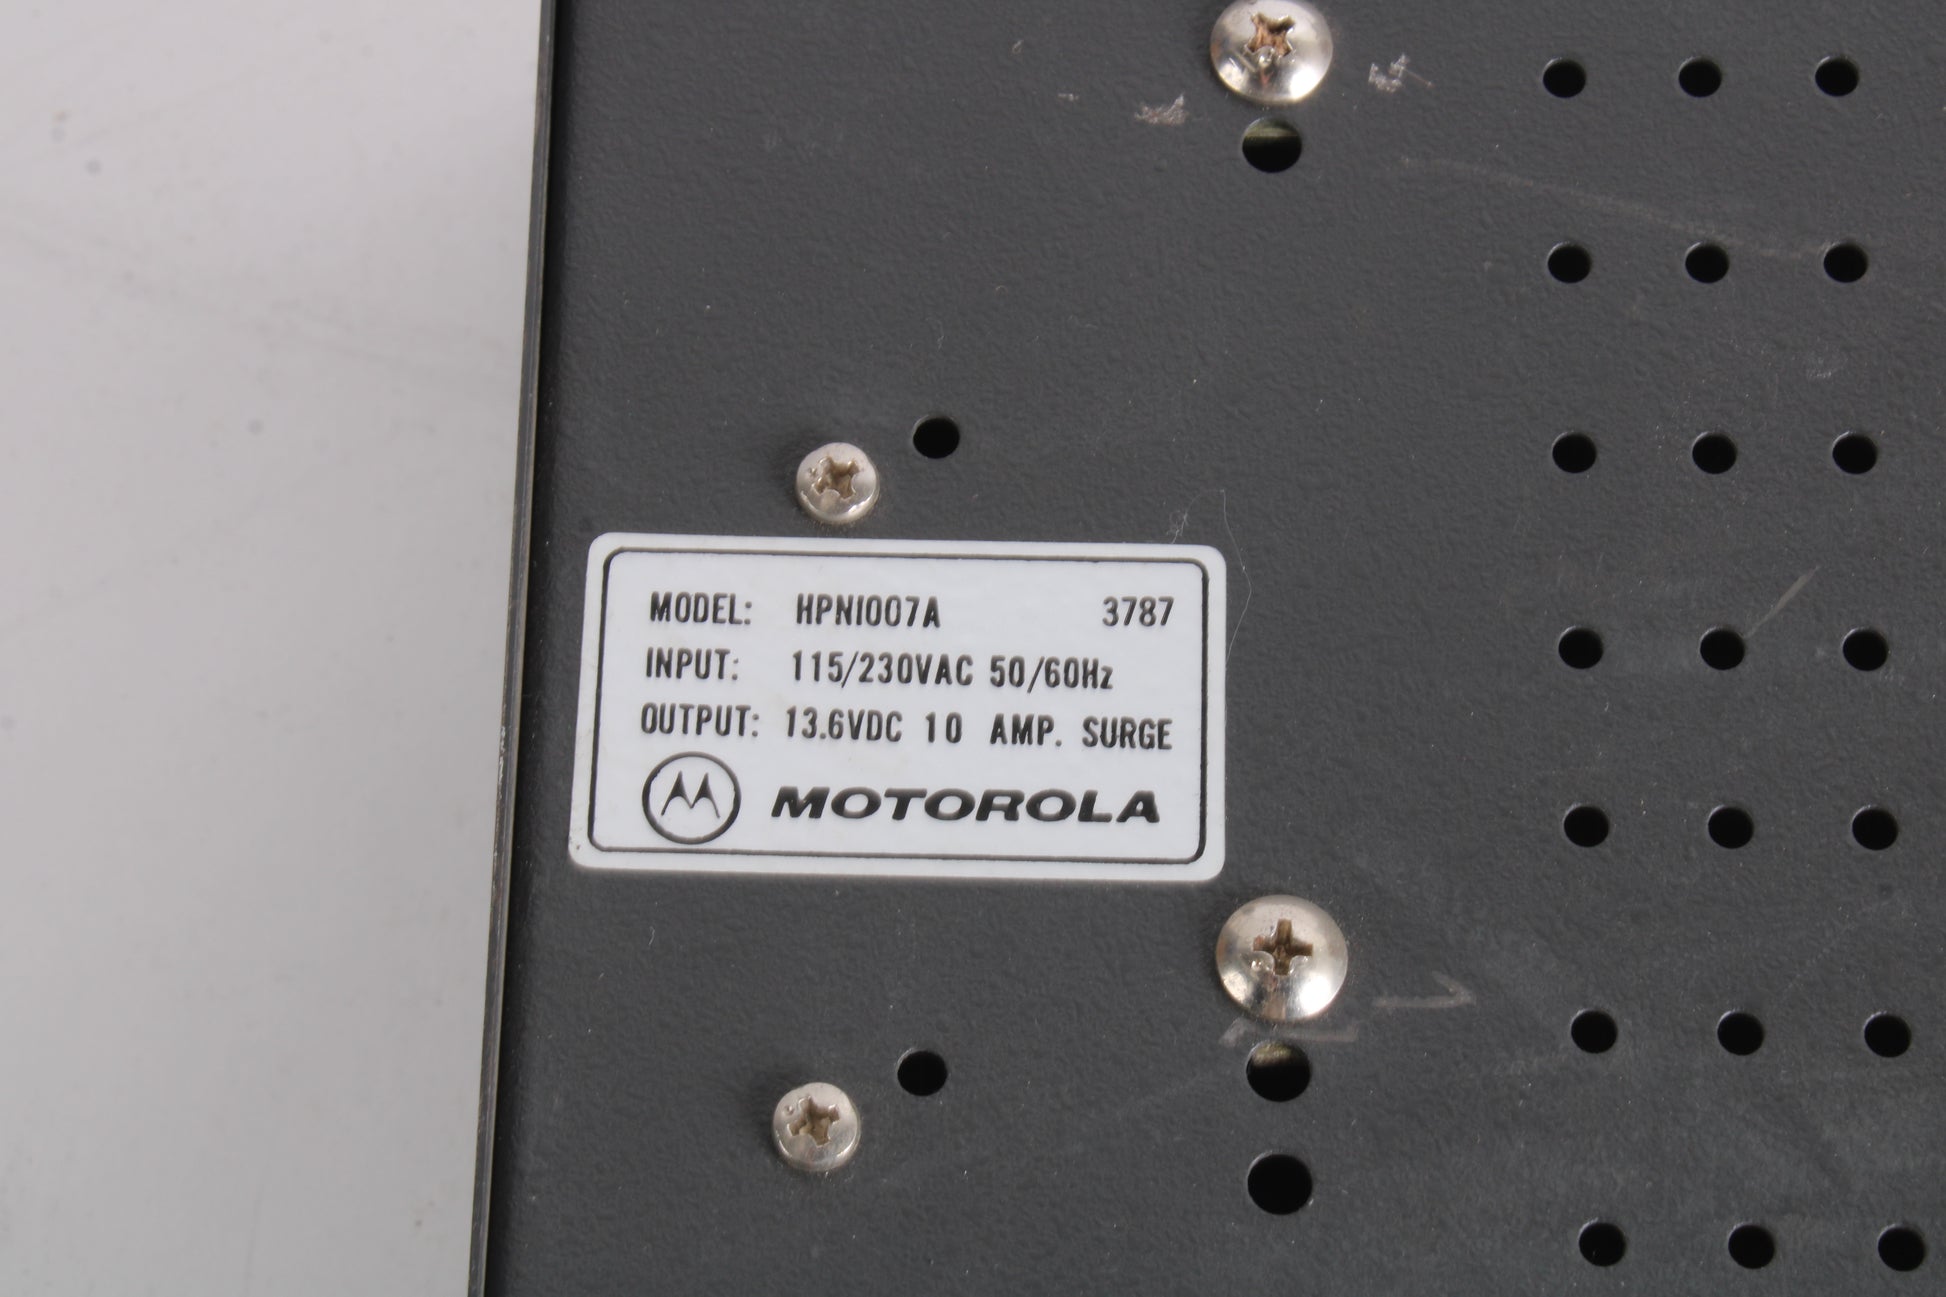 MODEL: HPN1007A 3787
INPUT: 115/230VAC 50/60Hz
OUTPUT: 13.6VDC 10 AMP. SURGE
MOTOROLA